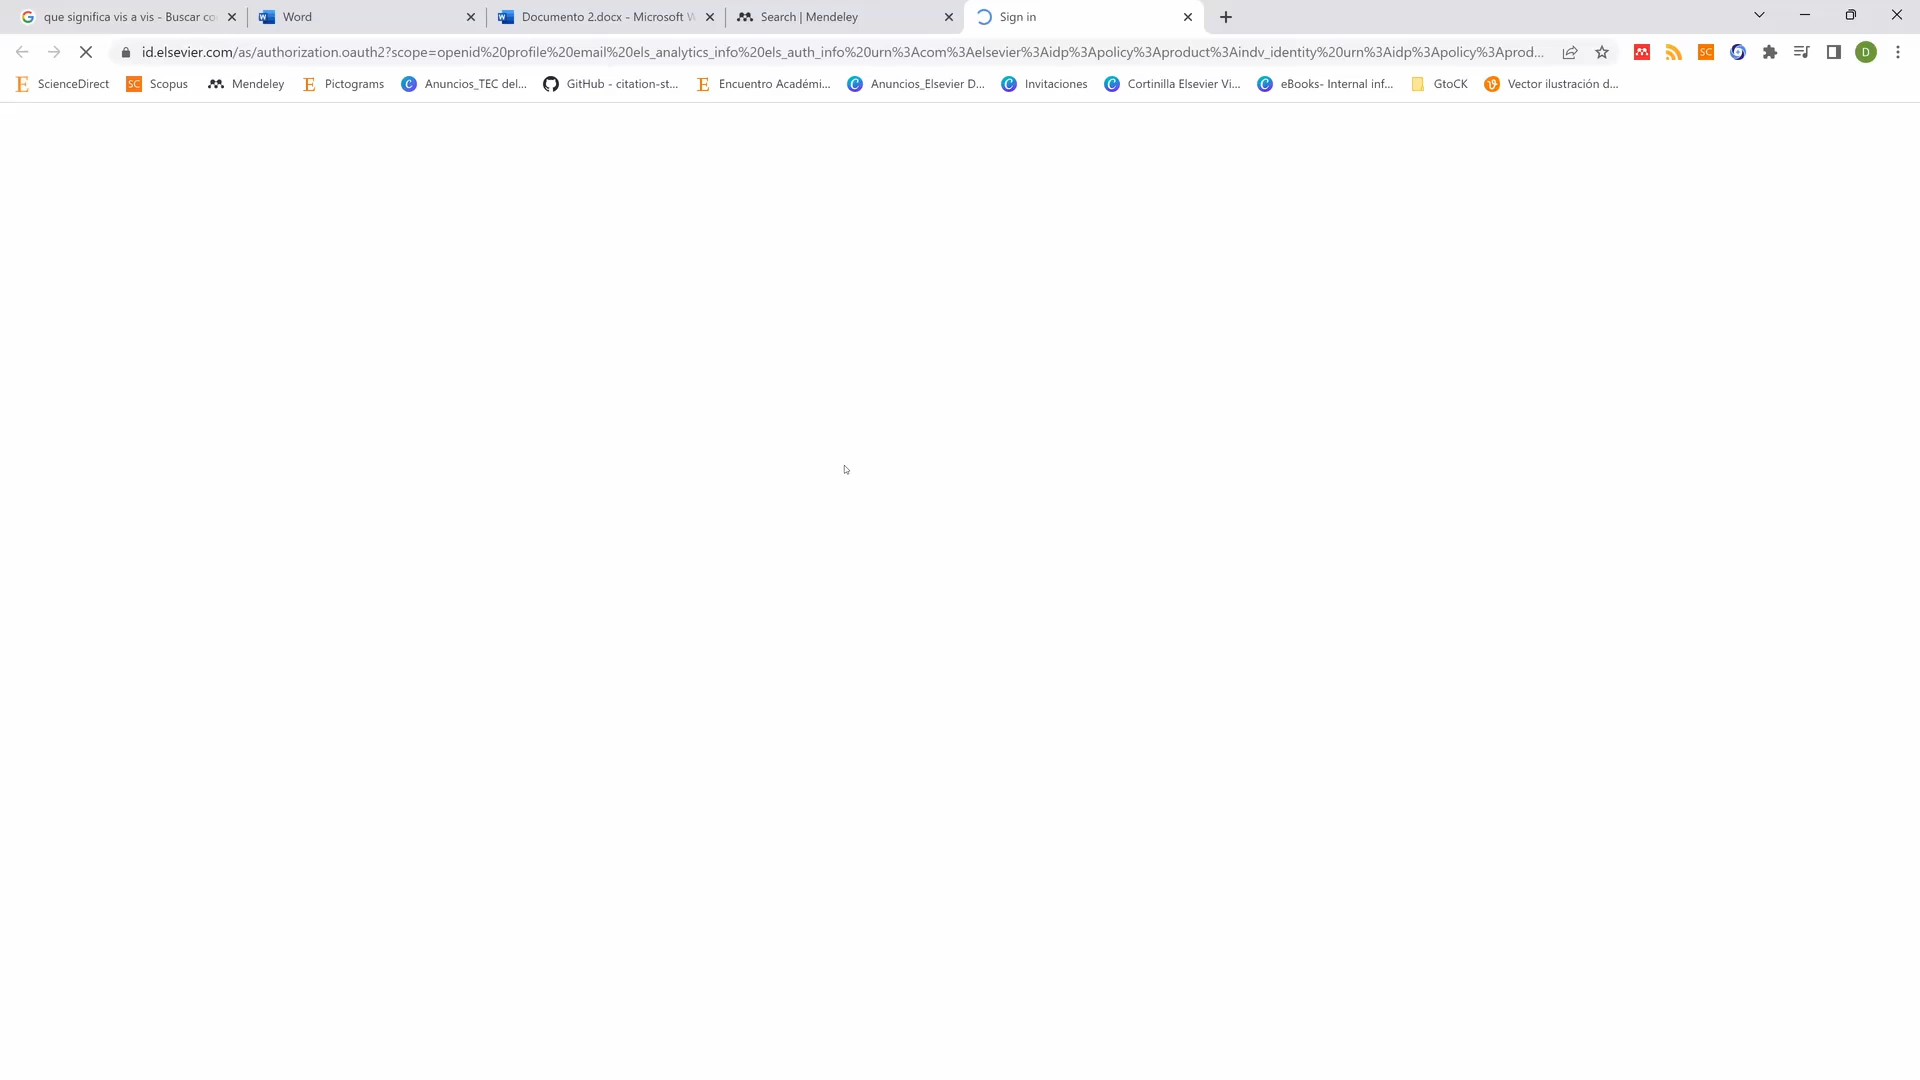 que significa vis a vis - Buscar co
Word
Documento 2.docx - Microsoft W
Search | Mendeley
Sign in
id.elsevier.com/as/authorization.oauth2?scope=openid%20profile%20email%20els_analytics_info%20els_auth_info%20urn%3Acom%3Aelsevier%3Aidp%3Apolicy%3Aproduct%3Aindv_identity%20urn%3Aidp%3Apolicy%3Aprod...
SC
D
ScienceDirect
SC Scopus
Mendeley
Pictograms
Anuncios_TEC del...
GitHub - citation-st...
Encuentro Académi...
Anuncios_Elsevier D...
Invitaciones
Cortinilla Elsevier Vi...
eBooks- Internal inf...
GtoCK
Vector ilustración d...